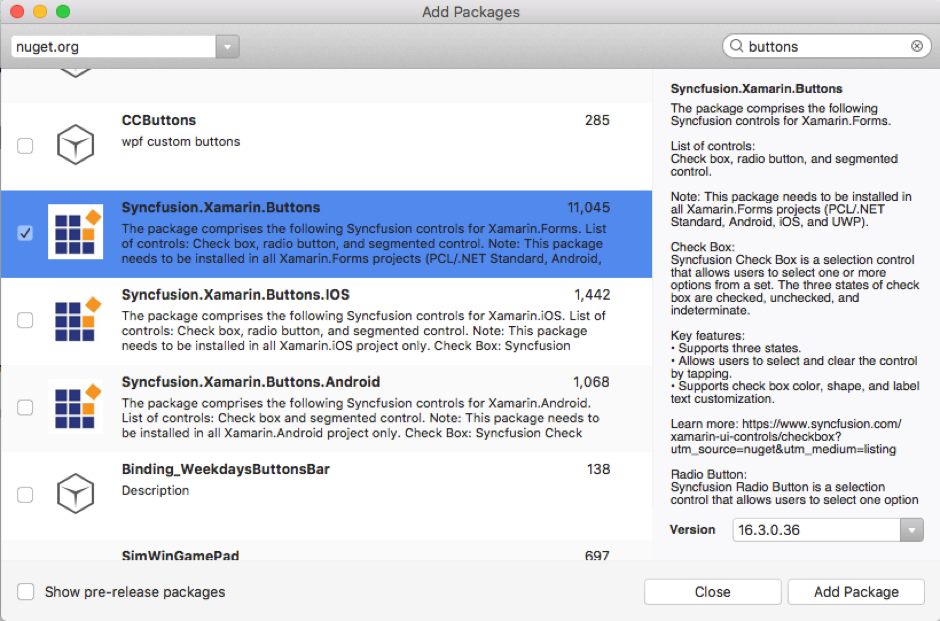 Add Packages
nuget.org
buttons
CCButtons 285
wpf custom buttons
Syncfusion.Xamarin.Buttons 11,045
The package comprises the following Syncfusion controls for Xamarin.Forms. List
of controls: Check box, radio button, and segmented control. Note: This package
needs to be installed in all Xamarin.Forms projects (PCL/.NET Standard, Android,
Syncfusion.Xamarin.Buttons.IOS 1,442
The package comprises the following Syncfusion controls for Xamarin.iOS. List of
controls: Check box, radio button, and segmented control. Note: This package
needs to be installed in all Xamarin.iOS project only. Check Box: Syncfusion
Syncfusion.Xamarin.Buttons.Android 1,068
The package comprises the following Syncfusion controls for Xamarin.Android.
List of controls: Check box and segmented control. Note: This package needs to
be installed in all Xamarin.Android project only. Check Box: Syncfusion Check
Binding_WeekdaysButtonsBar 138
Description
SimWinGamePad 697
Syncfusion.Xamarin.Buttons
The package comprises the following
Syncfusion controls for Xamarin.Forms.
List of controls:
Check box, radio button, and segmented
control.
Note: This package needs to be installed in
all Xamarin.Forms projects (PCL/.NET
Standard, Android, iOS, and UWP).
Check Box:
Syncfusion Check Box is a selection control
that allows users to select one or more
options from a set. The three states of check
box are checked, unchecked, and
indeterminate.
Key features:
• Supports three states.
• Allows users to select and clear the control
by tapping.
• Supports check box color, shape, and label
text customization.
Learn more: https://www.syncfusion.com/
xamarin-ui-controls/checkbox?
utm_source=nuget&utm_medium=listing
Radio Button:
Syncfusion Radio Button is a selection
control that allows users to select one option
Version 16.3.0.36
Show pre-release packages
Close
Add Package